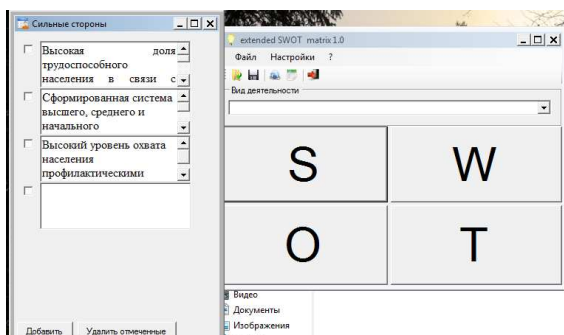 Сильные стороны
Высокая доля
трудоспособного
населения в связи с
Сформированная система
высшего, среднего и
начального
Высокий уровень охвата
населения
профилактическими
Добавить Удалить отмеченные
extended SWOT matrix 1.0
Файл Настройки ?
Вид деятельности
S W
O T
Видео
Документы
Изображения